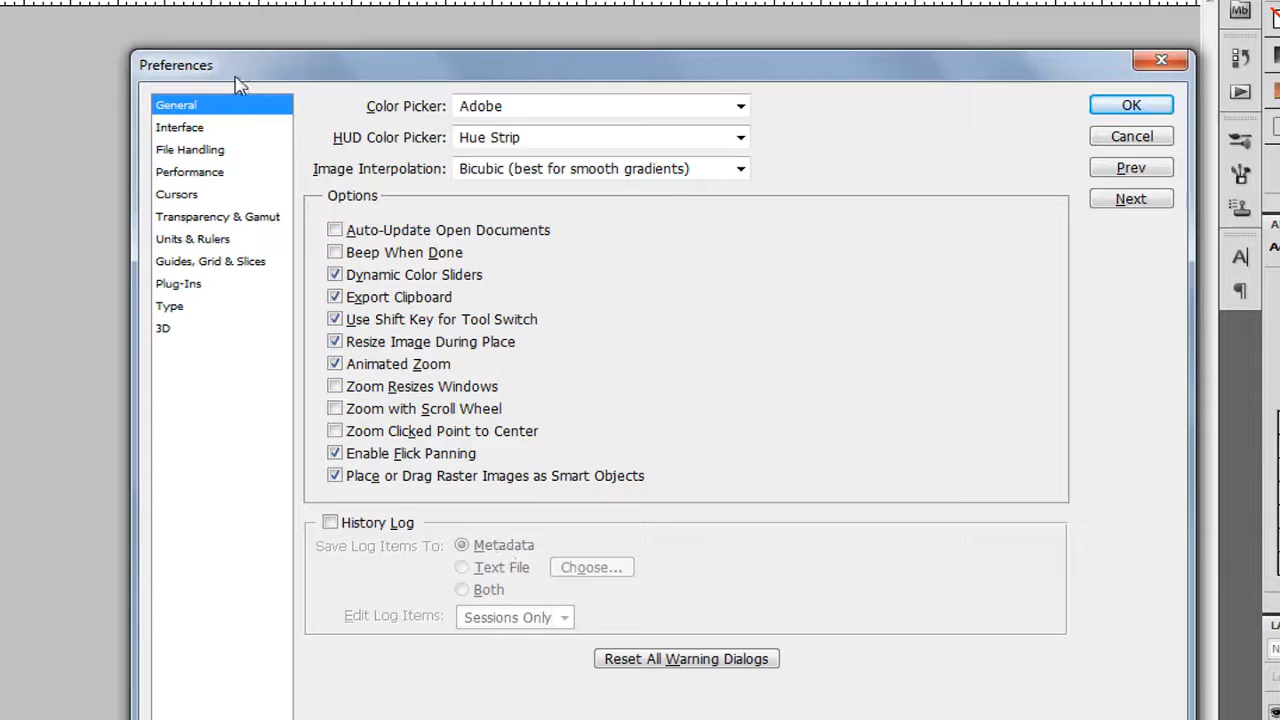 Mb
Preferences
General
Interface
File Handling
Performance
Cursors
Transparency & Gamut
Units & Rulers
Guides, Grid & Slices
Plug-Ins
Type
3D
Color Picker: Adobe
HUD Color Picker: Hue Strip
Image Interpolation: Bicubic (best for smooth gradients)
OK
Cancel
Prev
Next
Options
Auto-Update Open Documents
Beep When Done
Dynamic Color Sliders
Export Clipboard
Use Shift Key for Tool Switch
Resize Image During Place
Animated Zoom
Zoom Resizes Windows
Zoom with Scroll Wheel
Zoom Clicked Point to Center
Enable Flick Panning
Place or Drag Raster Images as Smart Objects
History Log
Save Log Items To: Metadata
Text File Choose...
Both
Edit Log Items: Sessions Only
Reset All Warning Dialogs